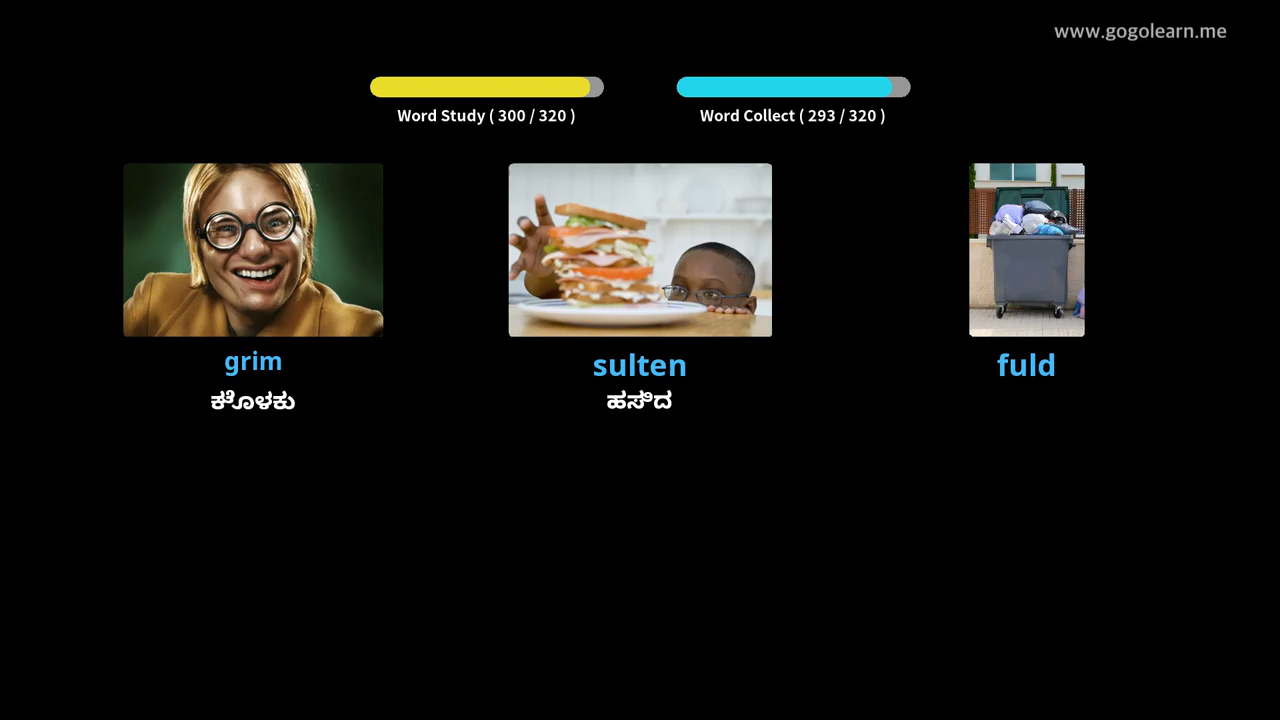 www.gogolearn.me
Word Study ( 300 / 320 )
Word Collect ( 293 / 320 )
grim
ಕೊಳಕು
sulten
ಹಸಿದ
fuld